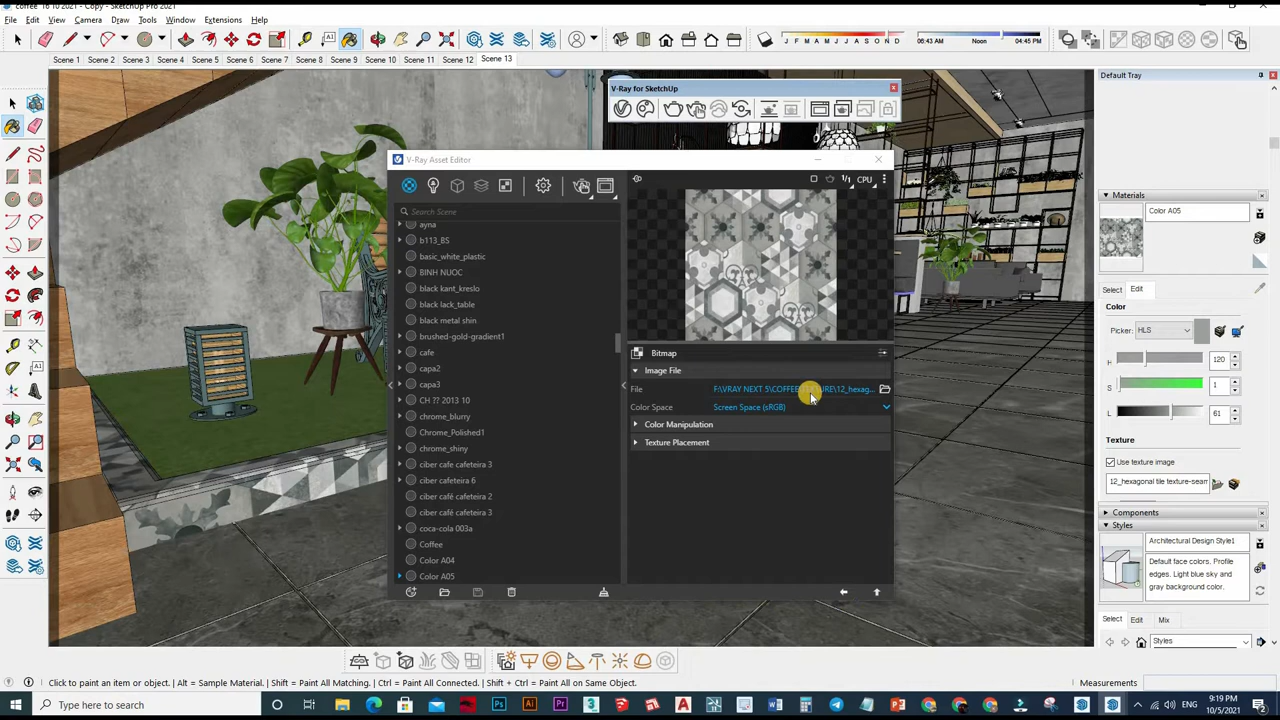 coffee 16 10 2021 - Copy - SketchUp Pro 2021
File Edit View Camera Draw Tools Window Extensions Help
J F M A M J J A S O N D 06:43 AM Noon 04:45 PM
Scene 1 Scene 2 Scene 3 Scene 4 Scene 5 Scene 6 Scene 7 Scene 8 Scene 9 Scene 10 Scene 11 Scene 12 Scene 13
Default Tray
V-Ray for SketchUp
V-Ray Asset Editor
CPU
Search Scene
ayna
b113_BS
basic_white_plastic
BINH NUOC
black kant_kreslo
black lack_table
black metal shin
brushed-gold-gradient1
cafe
capa2
capa3
CH ?? 2013 10
chrome_blurry
Chrome_Polished1
chrome_shiny
ciber cafe cafeteira 3
ciber cafeteira 6
ciber cafe cafeteira 2
ciber cafe cafeteira 3
coca-cola 003a
Coffee
Color A04
Color A05
Bitmap
Image File
File F:\VRAY NEXT 5\COFFEE
Color Space Screen Space (sRGB)
Color Manipulation
Texture Placement
Materials
Color A05
Select Edit
Color
Picker: HLS
H 120
S 1
L 61
Texture
Use texture image
12_hexagonal tile texture-seam
Components
Styles
Architectural Design Style1
Default face colors. Profile
edges. Light blue sky and
gray background color.
Select Edit Mix
Styles
Click to paint an item or object. | Alt = Sample Material. | Shift = Paint All Matching. | Ctrl = Paint All Connected. | Shift + Ctrl = Paint All on Same Object.
Measurements
Type here to search
ENG
9:19 PM
10/5/2021